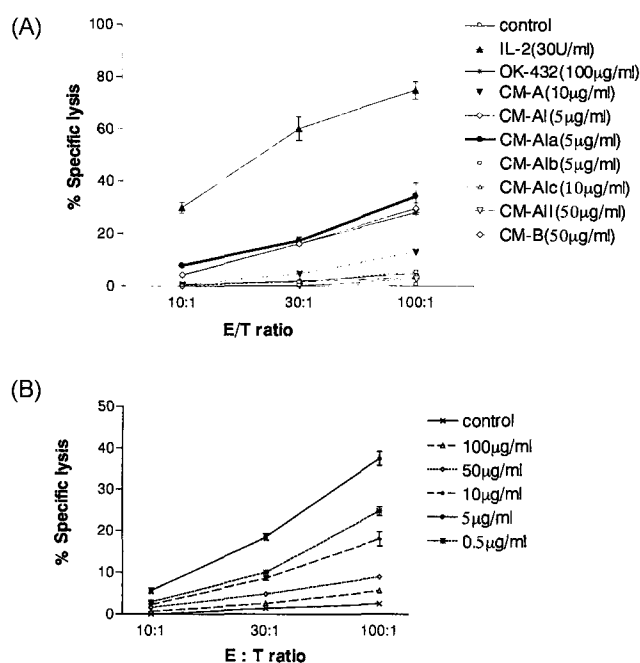 (A)
100
80
60
40
20
0
% Specific lysis
10:1
30:1
100:1
E/T ratio
control
IL-2(30U/ml)
OK-432(100µg/ml)
CM-A(10µg/ml)
CM-AI(5µg/ml)
CM-AIa(5µg/ml)
CM-AIb(5µg/ml)
CM-AIc(10µg/ml)
CM-AII(50µg/ml)
CM-B(50µg/ml)
(B)
50
40
30
20
10
0
% Specific lysis
10:1
30:1
100:1
E : T ratio
control
100µg/ml
50µg/ml
10µg/ml
5µg/ml
0.5µg/ml